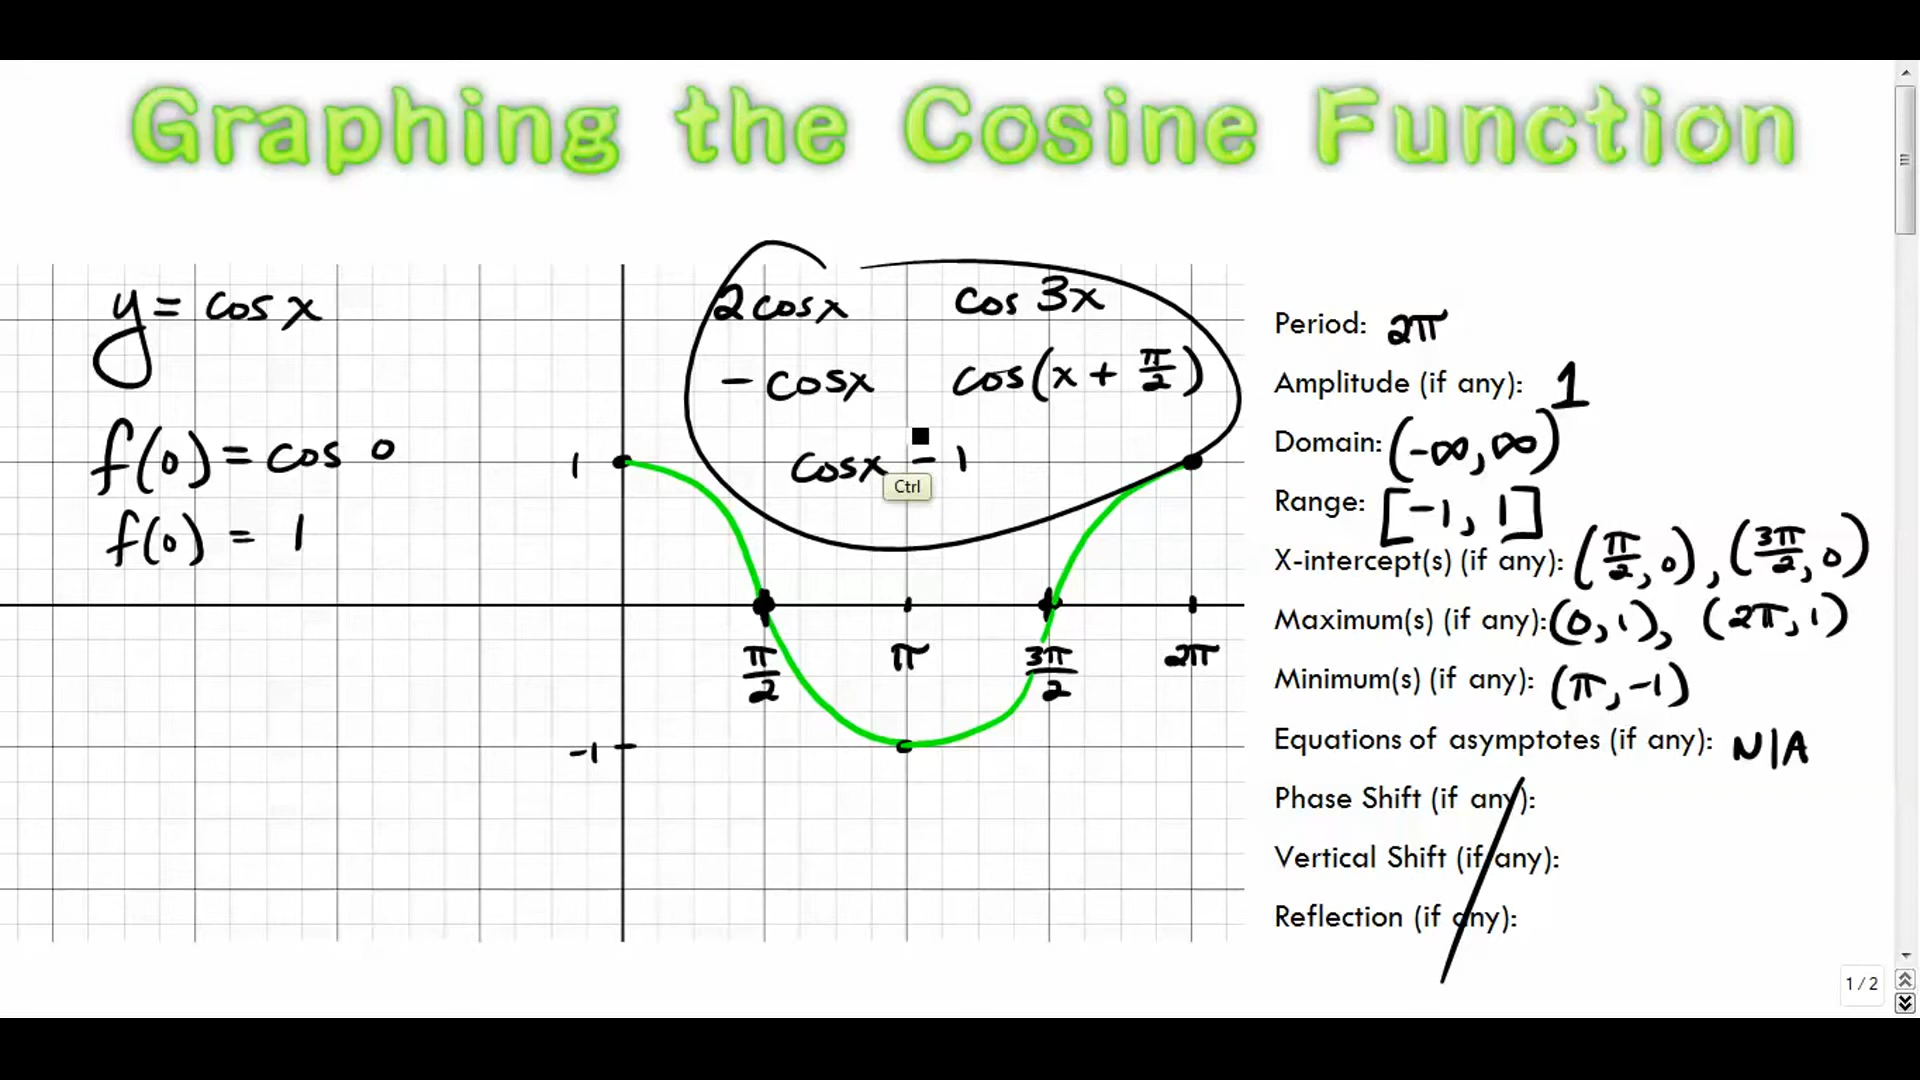 Graphing the Cosine Function
y = cos x
f(0) = cos 0
f(0) = 1
2cosx
cos 3x
- cosx
cos(x + π/2)
cosx - 1
Ctrl
1
-1
π/2
π
3π/2
2π
Period: 2π
Amplitude (if any): 1
Domain: (-∞, ∞)
Range: [-1, 1]
X-intercept(s) (if any): (π/2, 0), (3π/2, 0)
Maximum(s) (if any): (0, 1), (2π, 1)
Minimum(s) (if any): (π, -1)
Equations of asymptotes (if any): N/A
Phase Shift (if any):
Vertical Shift (if any):
Reflection (if any):
1 / 2